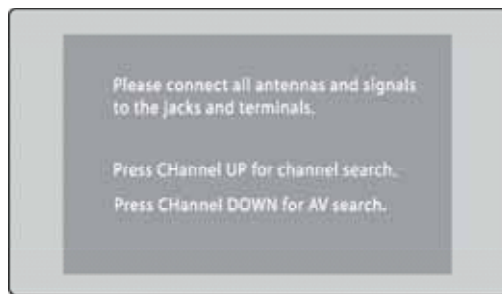 Please connect all antennas and signals
to the jacks and terminals.
Press CHannel UP for channel search.
Press CHannel DOWN for AV search.